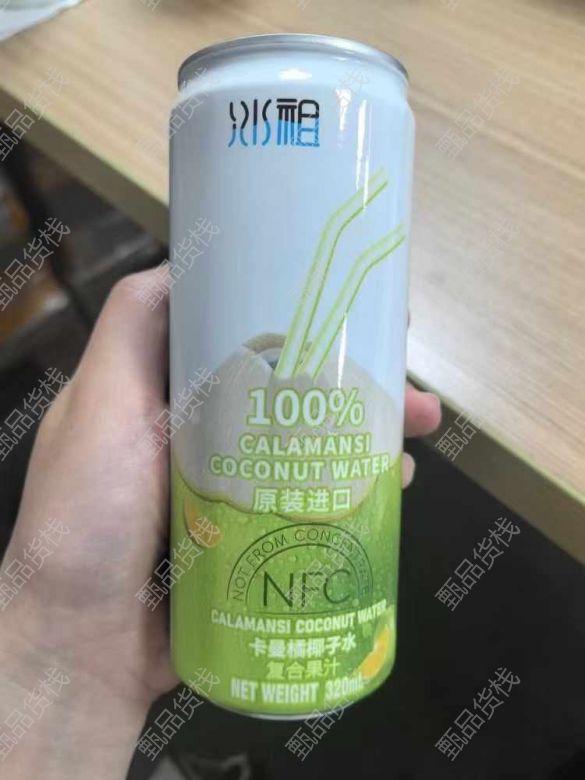 冰祖
100%
CALAMANSI
COCONUT WATER
原装进口
NOT FROM CONCENTRATE
NFC
CALAMANSI COCONUT WATER
卡曼橘椰子水
复合果汁
NET WEIGHT 320mL
甄品货栈